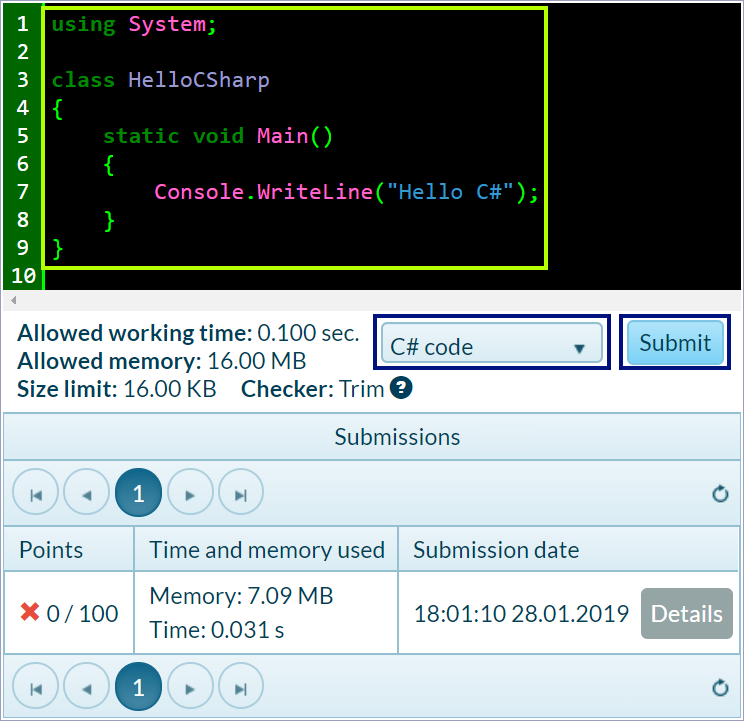 1 using System;
2
3 class HelloCSharp
4 {
5     static void Main()
6     {
7         Console.WriteLine("Hello C#");
8     }
9 }
10
Allowed working time: 0.100 sec.
Allowed memory: 16.00 MB
Size limit: 16.00 KB Checker: Trim ?
C# code
Submit
Submissions
1
Points Time and memory used Submission date
0 / 100 Memory: 7.09 MB
Time: 0.031 s
18:01:10 28.01.2019 Details
1